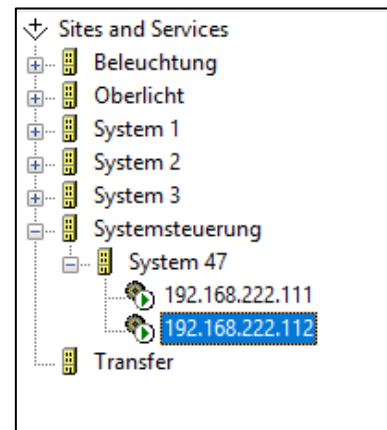 Sites and Services
Beleuchtung
Oberlicht
System 1
System 2
System 3
Systemsteuerung
System 47
192.168.222.111
192.168.222.112
Transfer